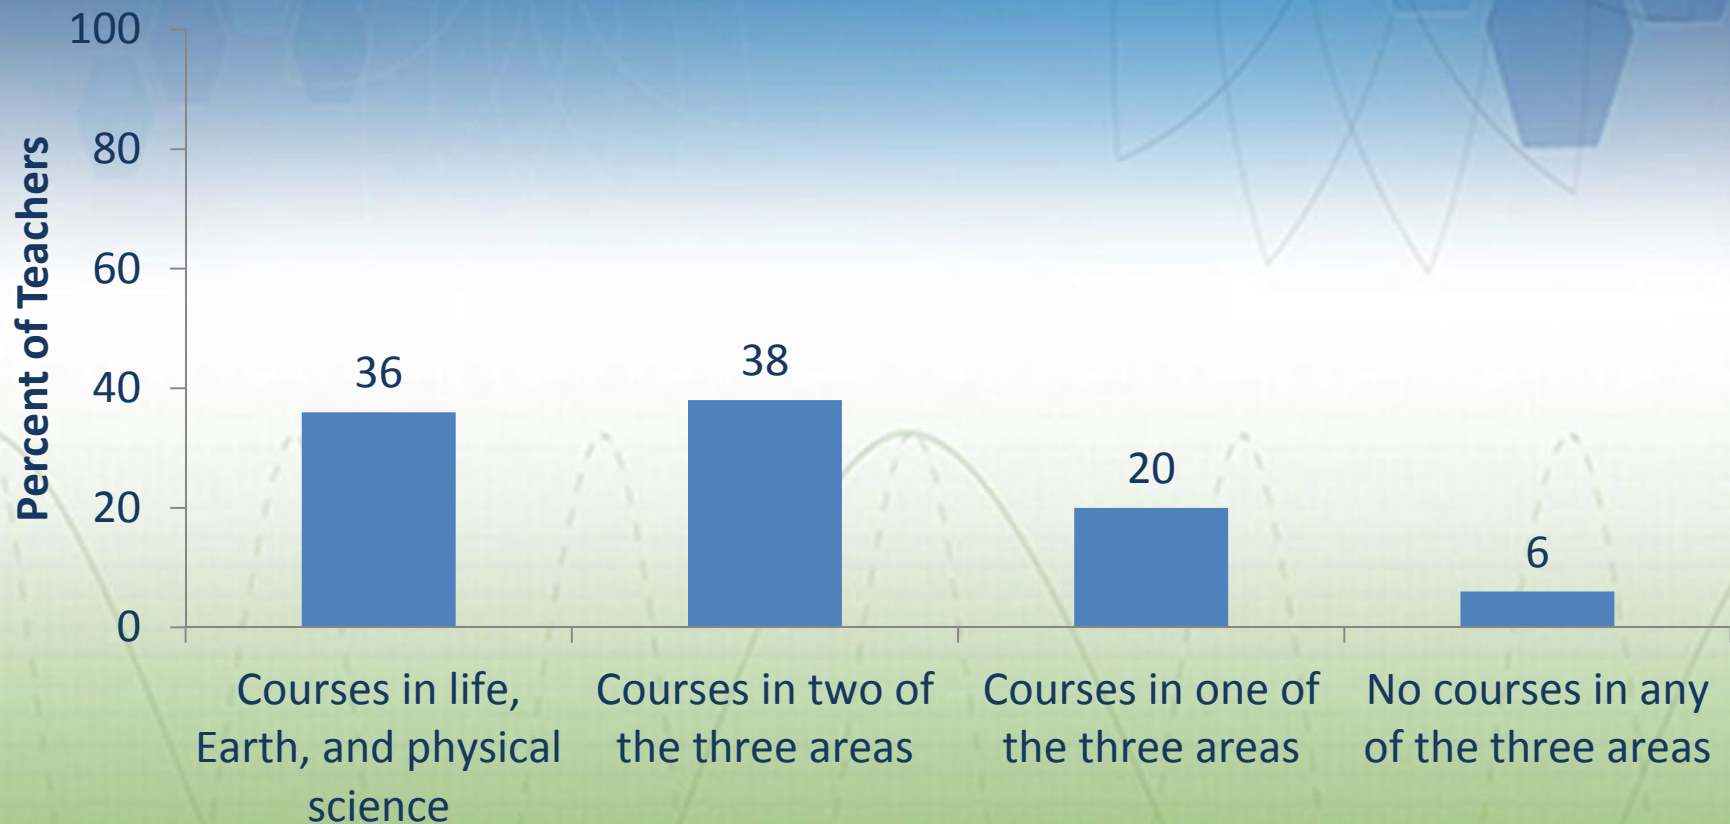 Percent of Teachers
100
80
60
40
20
0
36
38
20
6
Courses in life,
Earth, and physical
science
Courses in two of
the three areas
Courses in one of
the three areas
No courses in any
of the three areas